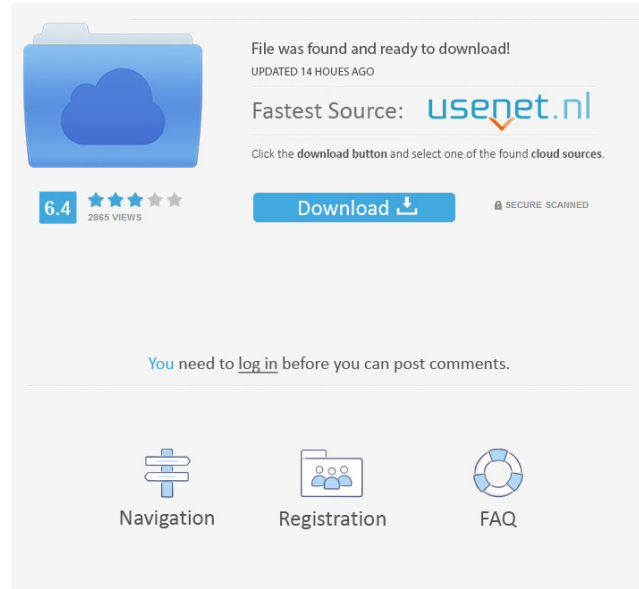 File was found and ready to download!
UPDATED 14 HOUES AGO
Fastest Source: usenet.nl
Click the download button and select one of the found cloud sources.
6.4
2865 VIEWS
Download
SECURE SCANNED
You need to log in before you can post comments.
Navigation
Registration
FAQ